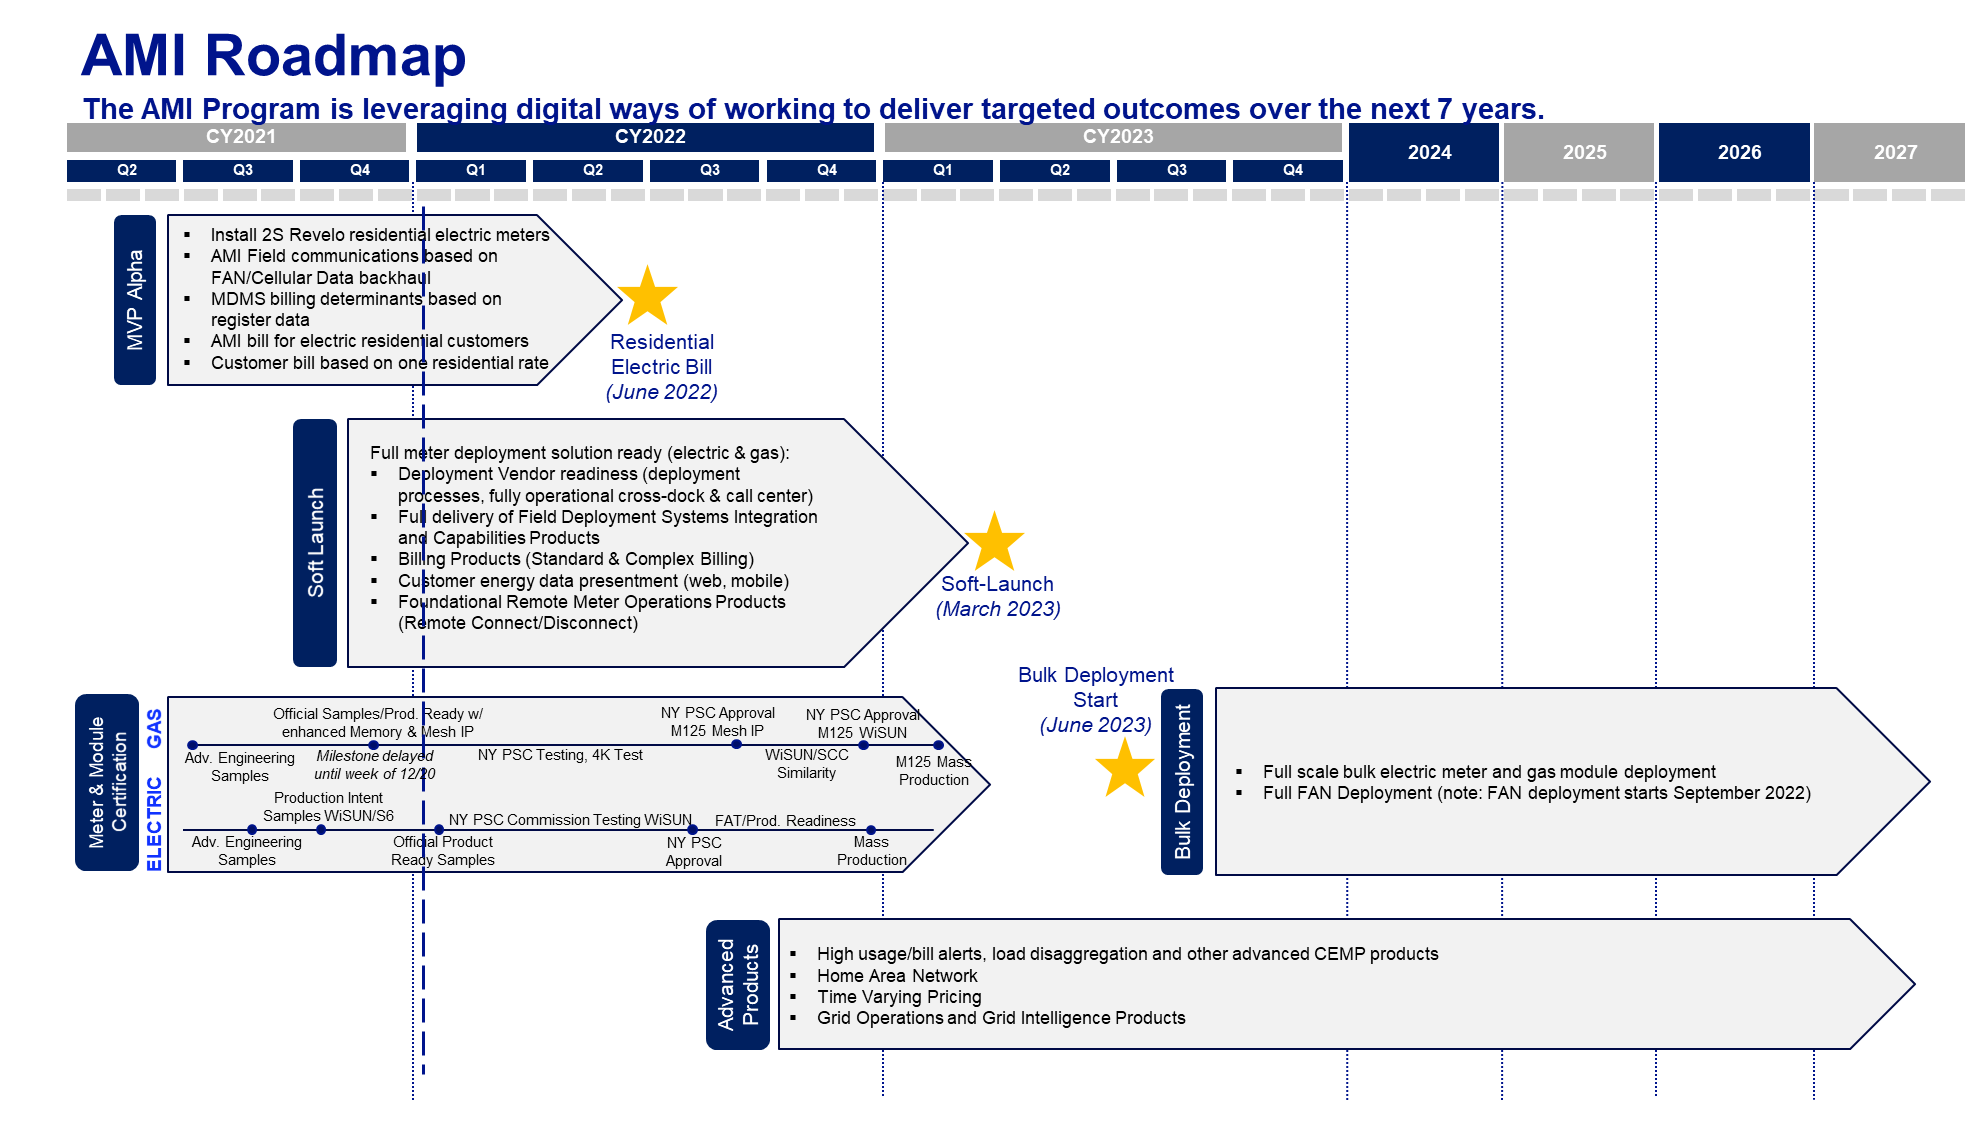 AMI Roadmap
The AMI Program is leveraging digital ways of working to deliver targeted outcomes over the next 7 years.
CY2021
CY2022
CY2023
2024
2025
2026
2027
Q2
Q3
Q4
Q1
Q2
Q3
Q4
Q1
Q2
Q3
Q4
MVP Alpha
▪ Install 2S Revelo residential electric meters
▪ AMI Field communications based on
FAN/Cellular Data backhaul
▪ MDMS billing determinants based on
register data
▪ AMI bill for electric residential customers
▪ Customer bill based on one residential rate
Residential
Electric Bill
(June 2022)
Soft Launch
Full meter deployment solution ready (electric & gas):
▪ Deployment Vendor readiness (deployment
processes, fully operational cross-dock & call center)
▪ Full delivery of Field Deployment Systems Integration
and Capabilities Products
▪ Billing Products (Standard & Complex Billing)
▪ Customer energy data presentment (web, mobile)
▪ Foundational Remote Meter Operations Products
(Remote Connect/Disconnect)
Soft-Launch
(March 2023)
Meter & Module
Certification
GAS
Official Samples/Prod. Ready w/
enhanced Memory & Mesh IP
NY PSC Approval
M125 Mesh IP
NY PSC Approval
M125 WiSUN
Adv. Engineering
Samples
Milestone delayed
until week of 12/20
NY PSC Testing, 4K Test
WiSUN/SCC
Similarity
M125 Mass
Production
ELECTRIC
Production Intent
Samples WiSUN/S6
NY PSC Commission Testing WiSUN
FAT/Prod. Readiness
Adv. Engineering
Samples
Official Product
Ready Samples
NY PSC
Approval
Mass
Production
Bulk Deployment
Start
(June 2023)
Bulk Deployment
▪ Full scale bulk electric meter and gas module deployment
▪ Full FAN Deployment (note: FAN deployment starts September 2022)
Advanced
Products
▪ High usage/bill alerts, load disaggregation and other advanced CEMP products
▪ Home Area Network
▪ Time Varying Pricing
▪ Grid Operations and Grid Intelligence Products